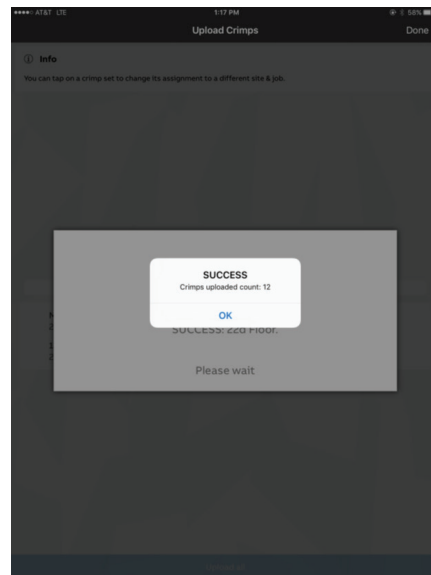 AT&T LTE 1:17 PM 58%
Upload Crimps Done
Info
You can tap on a crimp set to change its assignment to a different site & job.
SUCCESS
Crimps uploaded count: 12
OK
SUCCESS: 22d Floor.
Please wait